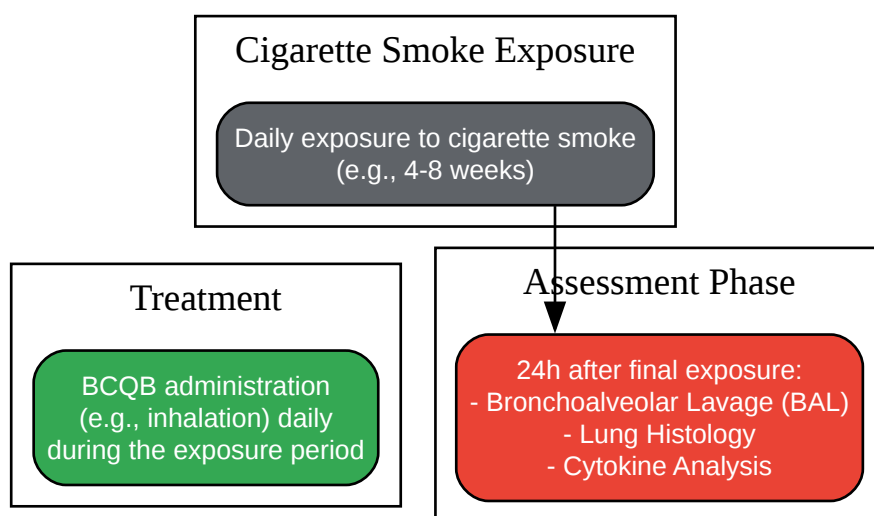 Cigarette Smoke Exposure
Daily exposure to cigarette smoke
(e.g., 4-8 weeks)
Treatment
BCQB administration
(e.g., inhalation) daily
during the exposure period
Assessment Phase
24h after final exposure:
- Bronchoalveolar Lavage (BAL)
- Lung Histology
- Cytokine Analysis